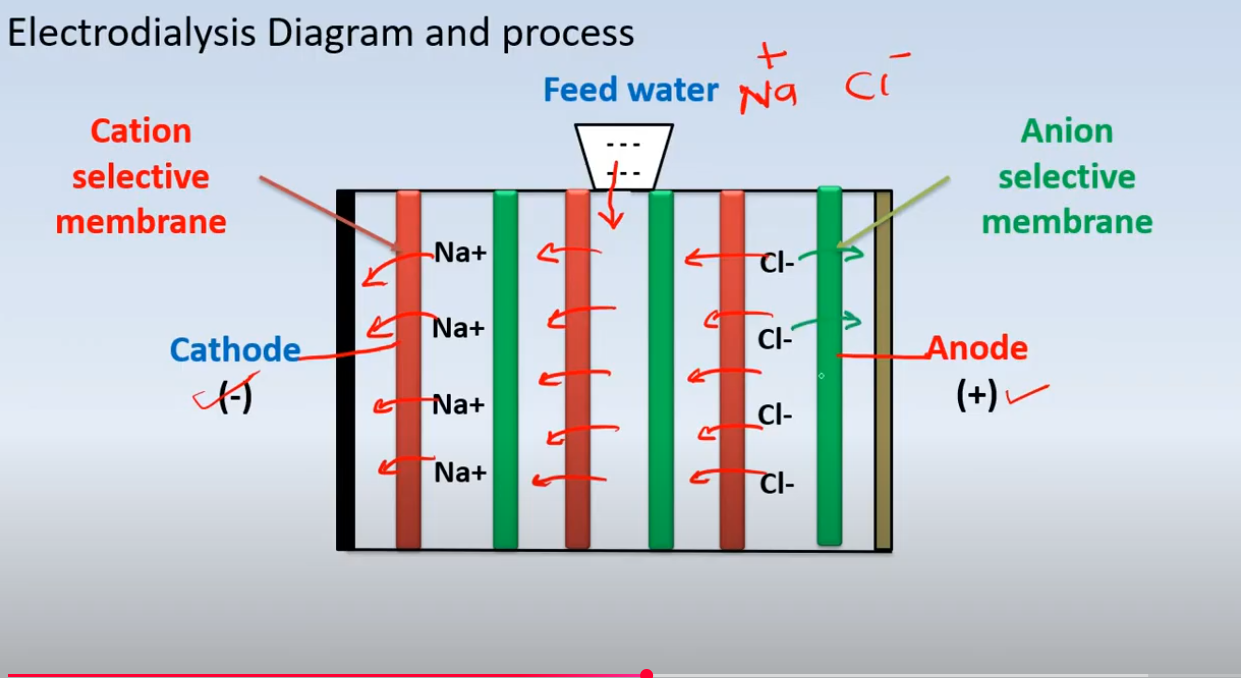 Electrodialysis Diagram and process
Feed water
Na+ Cl-
Cation
selective
membrane
Anion
selective
membrane
---
---
Na+
Cl-
Na+
Cl-
Cathode
(-)
Anode
(+)
Na+
Cl-
Na+
Cl-